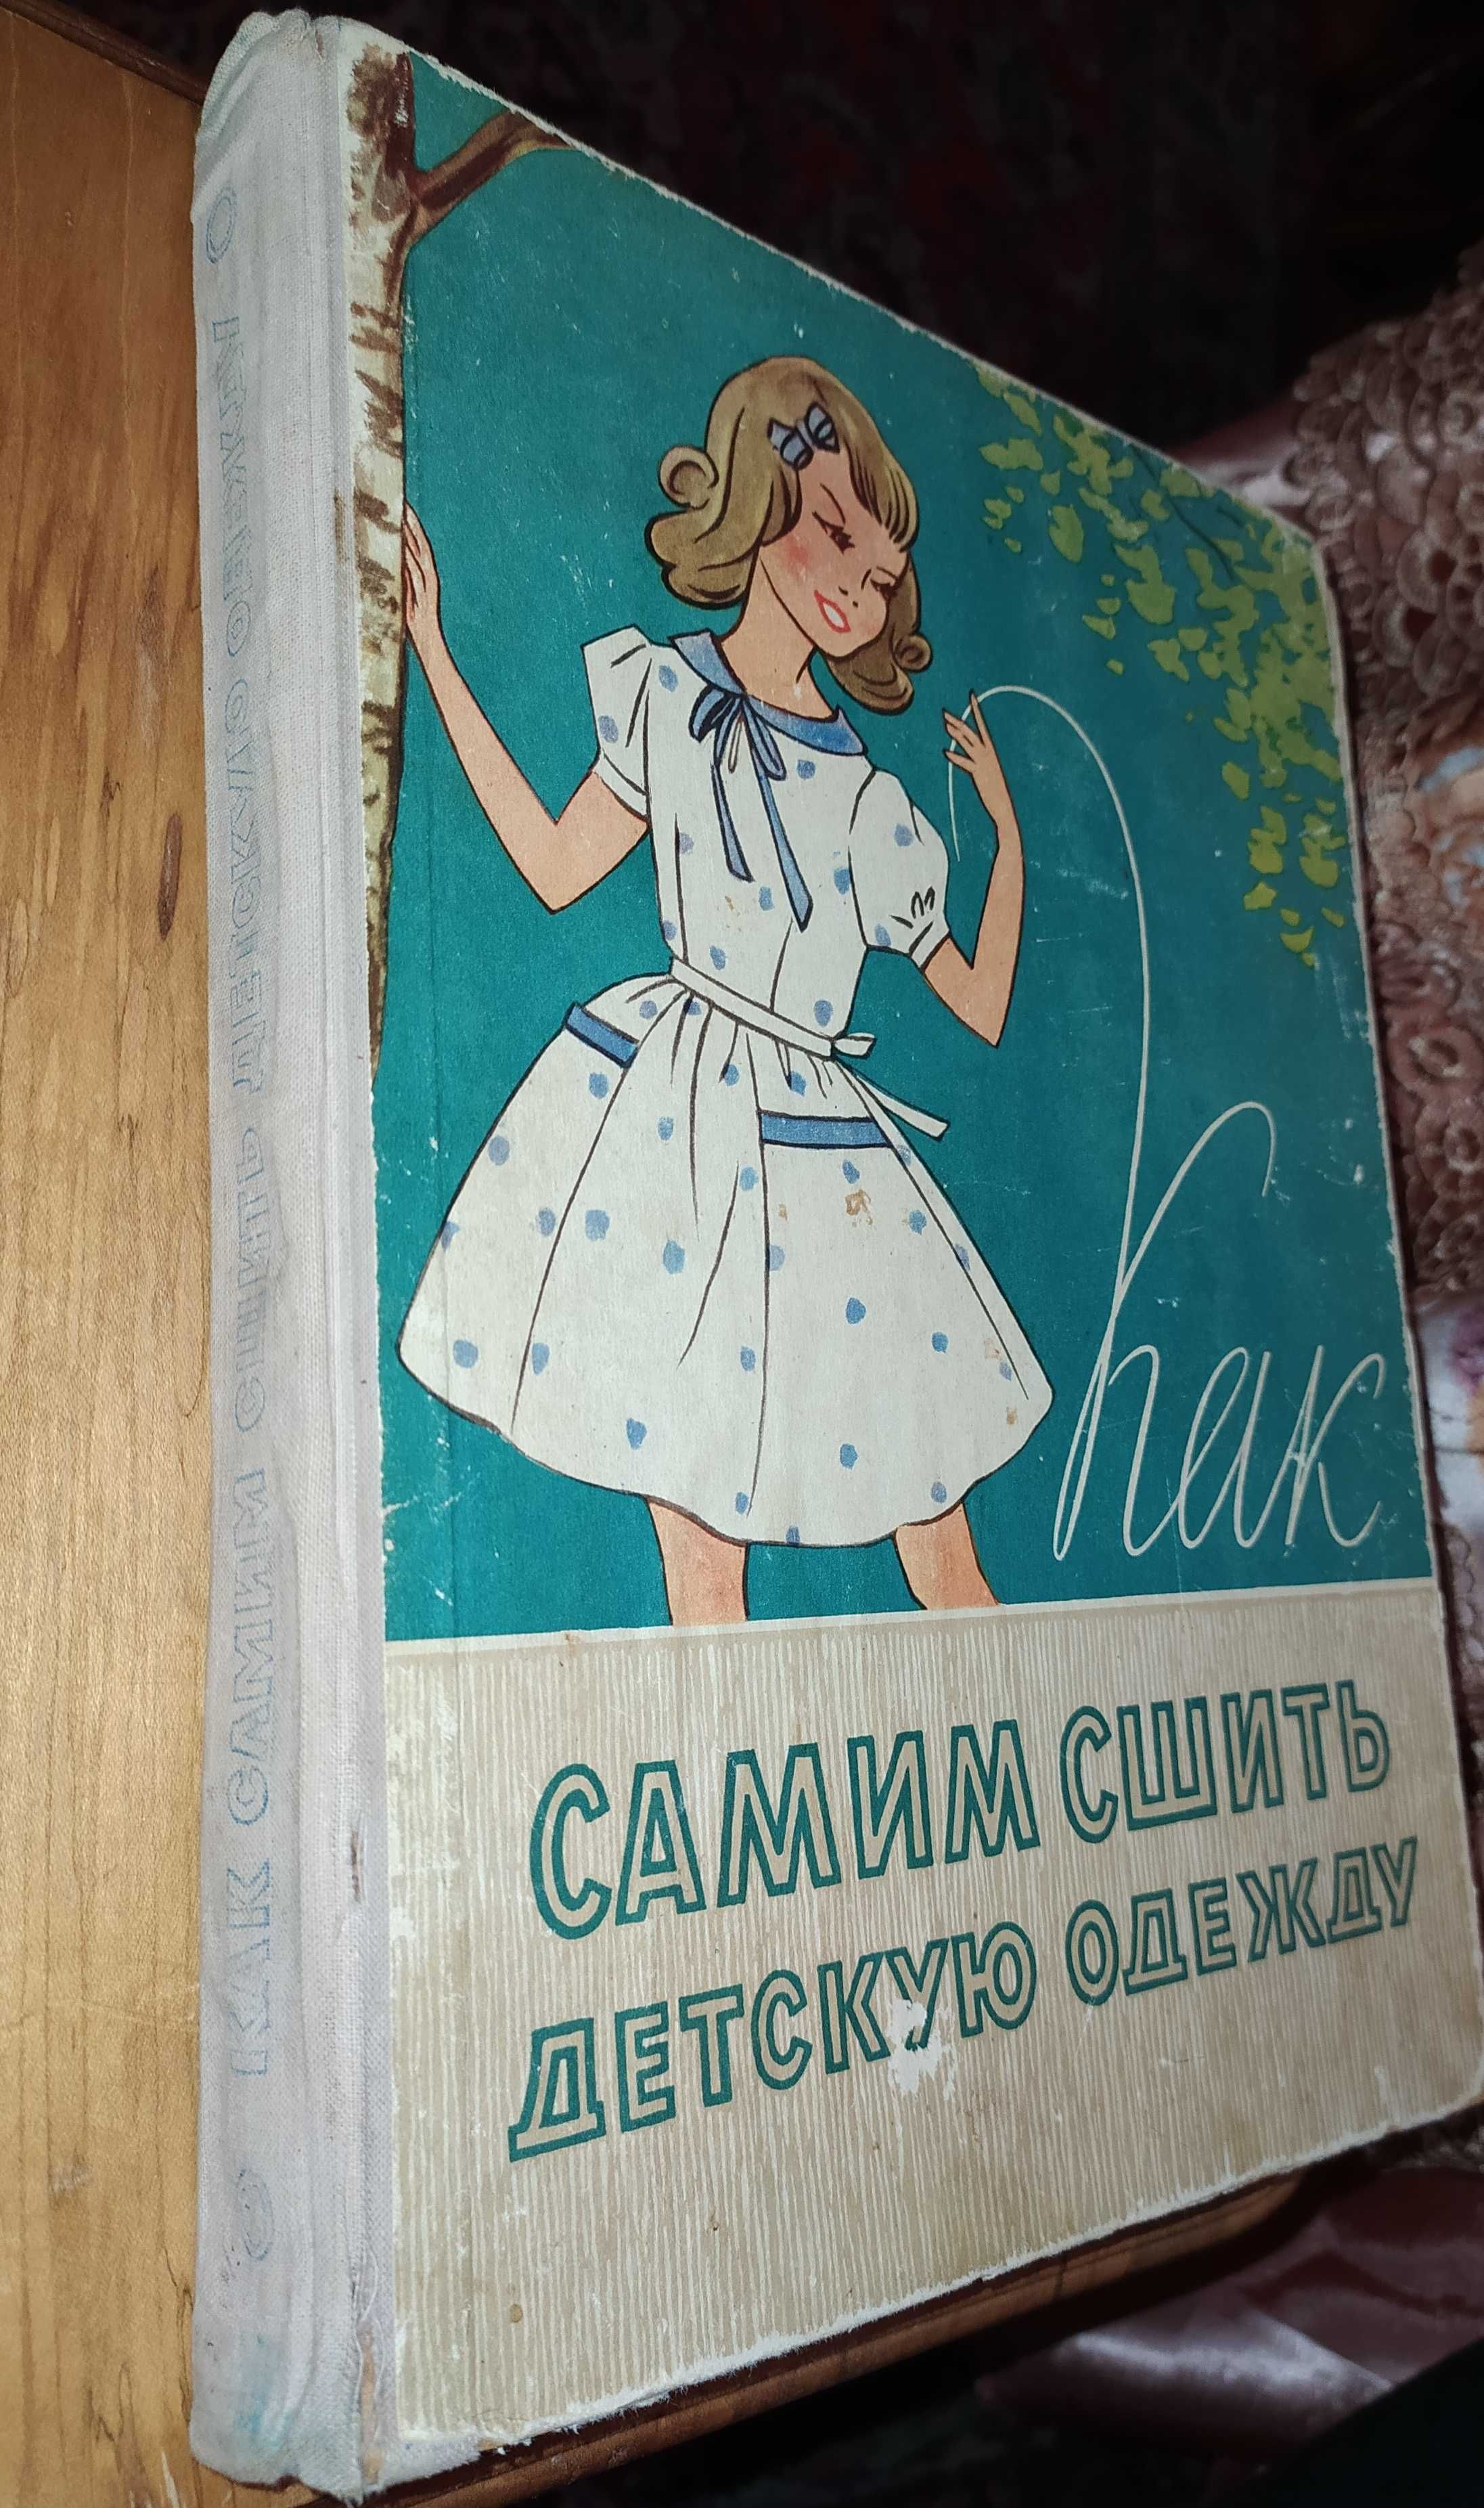 Как
САМИМ СШИТЬ
ДЕТСКУЮ ОДЕЖДУ
КАК САМИМ СШИТЬ ДЕТСКУЮ ОДЕЖДУ